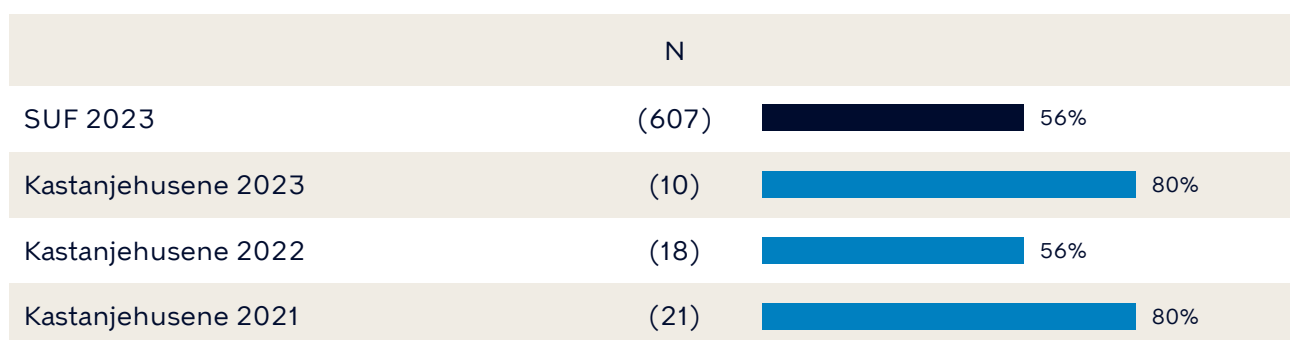 N
SUF 2023 (607) 56%
Kastanjehusene 2023 (10) 80%
Kastanjehusene 2022 (18) 56%
Kastanjehusene 2021 (21) 80%